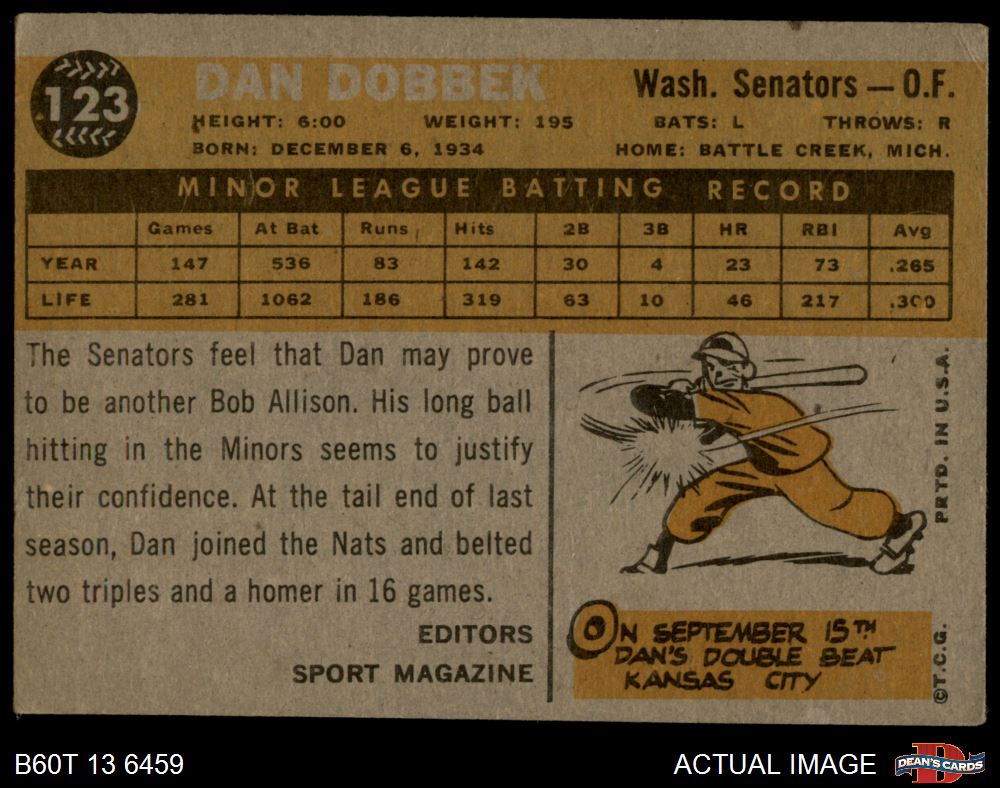 123
DAN DOBBEK
Wash. Senators — O.F.
HEIGHT: 6:00 WEIGHT: 195 BATS: L THROWS: R
BORN: DECEMBER 6, 1934 HOME: BATTLE CREEK, MICH.
MINOR LEAGUE BATTING RECORD
Games At Bat Runs Hits 2B 3B HR RBI Avg
YEAR 147 536 83 142 30 4 23 73 .265
LIFE 281 1062 186 319 63 10 46 217 .300
The Senators feel that Dan may prove
to be another Bob Allison. His long ball
hitting in the Minors seems to justify
their confidence. At the tail end of last
season, Dan joined the Nats and belted
two triples and a homer in 16 games.
EDITORS
SPORT MAGAZINE
ON SEPTEMBER 15TH
DAN'S DOUBLE BEAT
KANSAS CITY
PRTD. IN U.S.A.
©T.C.G.
B60T 13 6459
ACTUAL IMAGE
D
DEAN'S CARDS